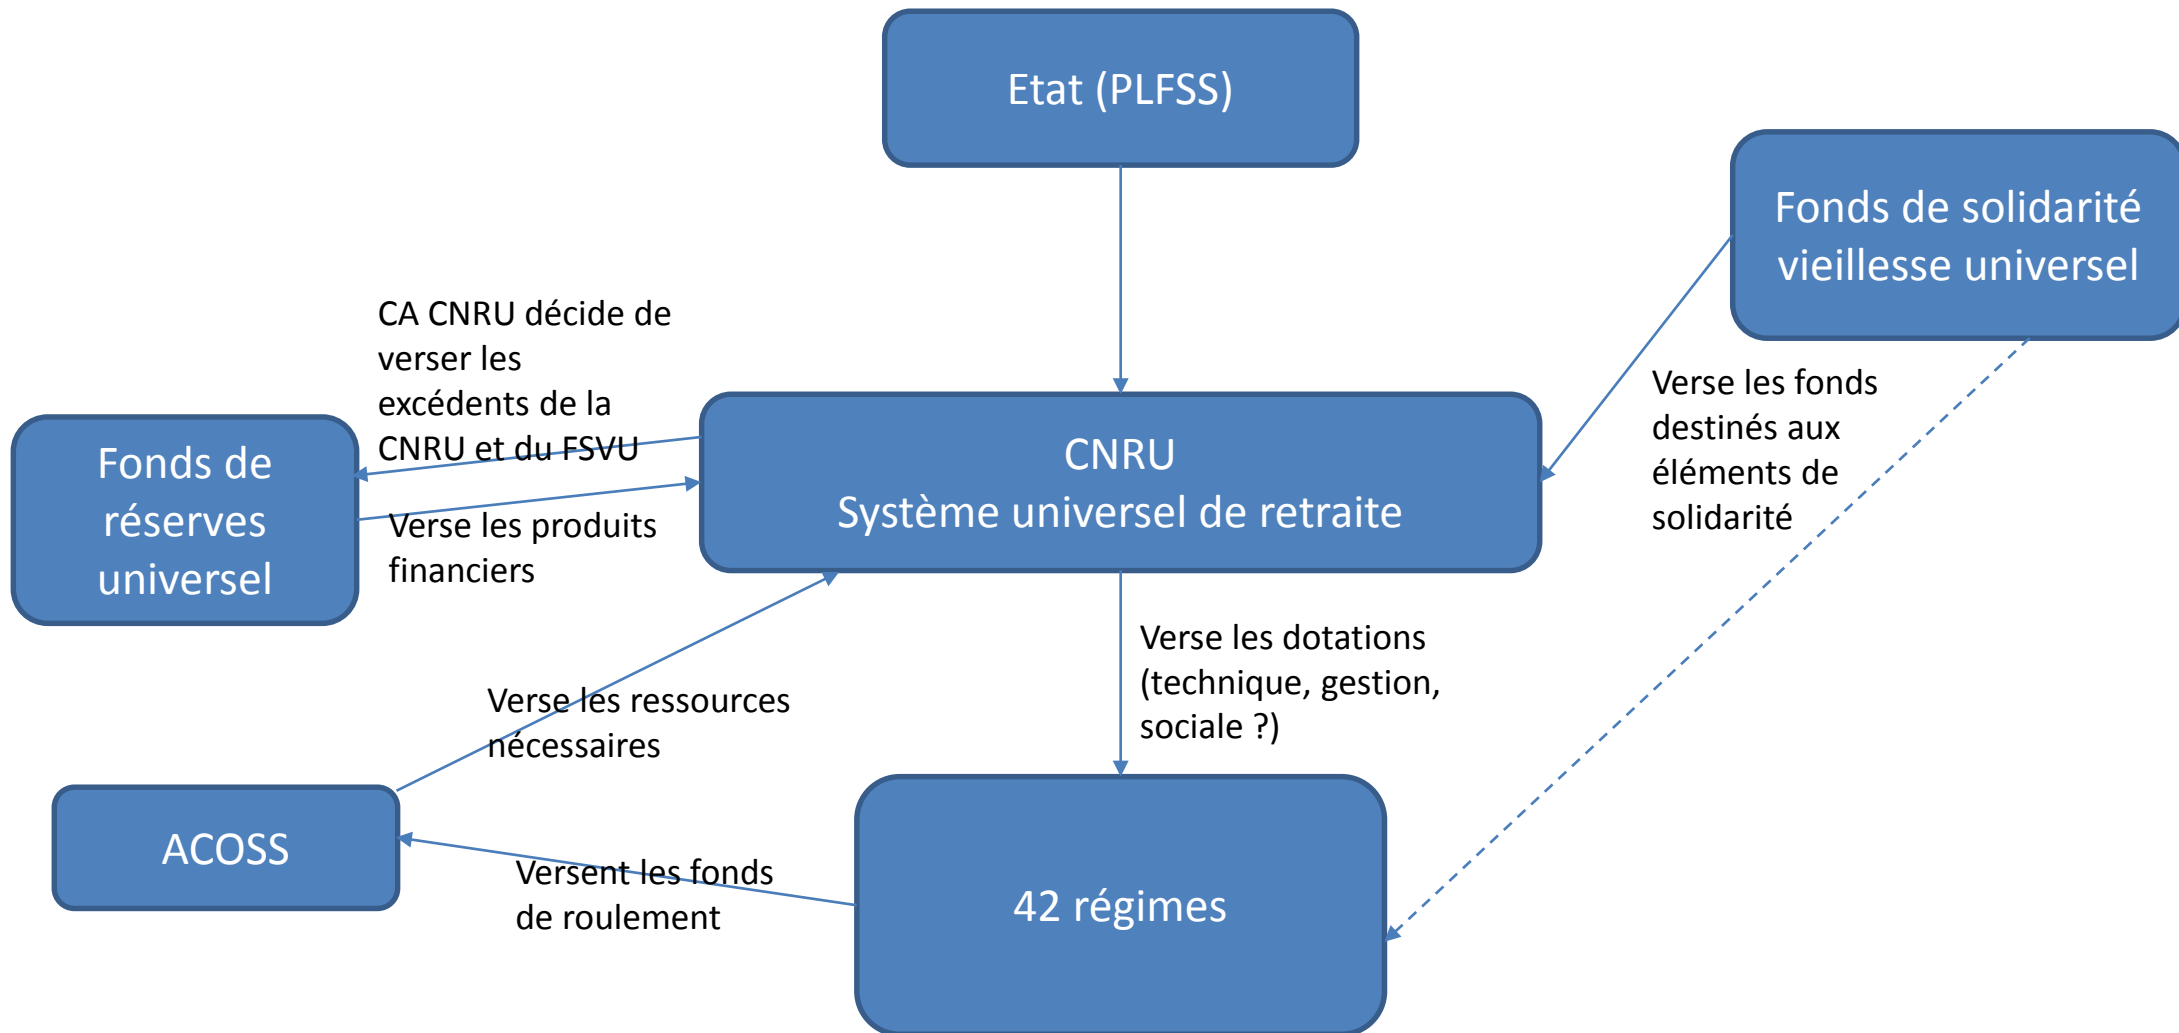 Etat (PLFSS)
Fonds de solidarité
vieillesse universel
CA CNRU décide de
verser les
excédents de la
CNRU et du FSVU
Verse les fonds
destinés aux
éléments de
solidarité
Fonds de
réserves
universel
CNRU
Système universel de retraite
Verse les produits
financiers
Verse les dotations
(technique, gestion,
sociale ?)
Verse les ressources
nécessaires
ACOSS
Versent les fonds
de roulement
42 régimes